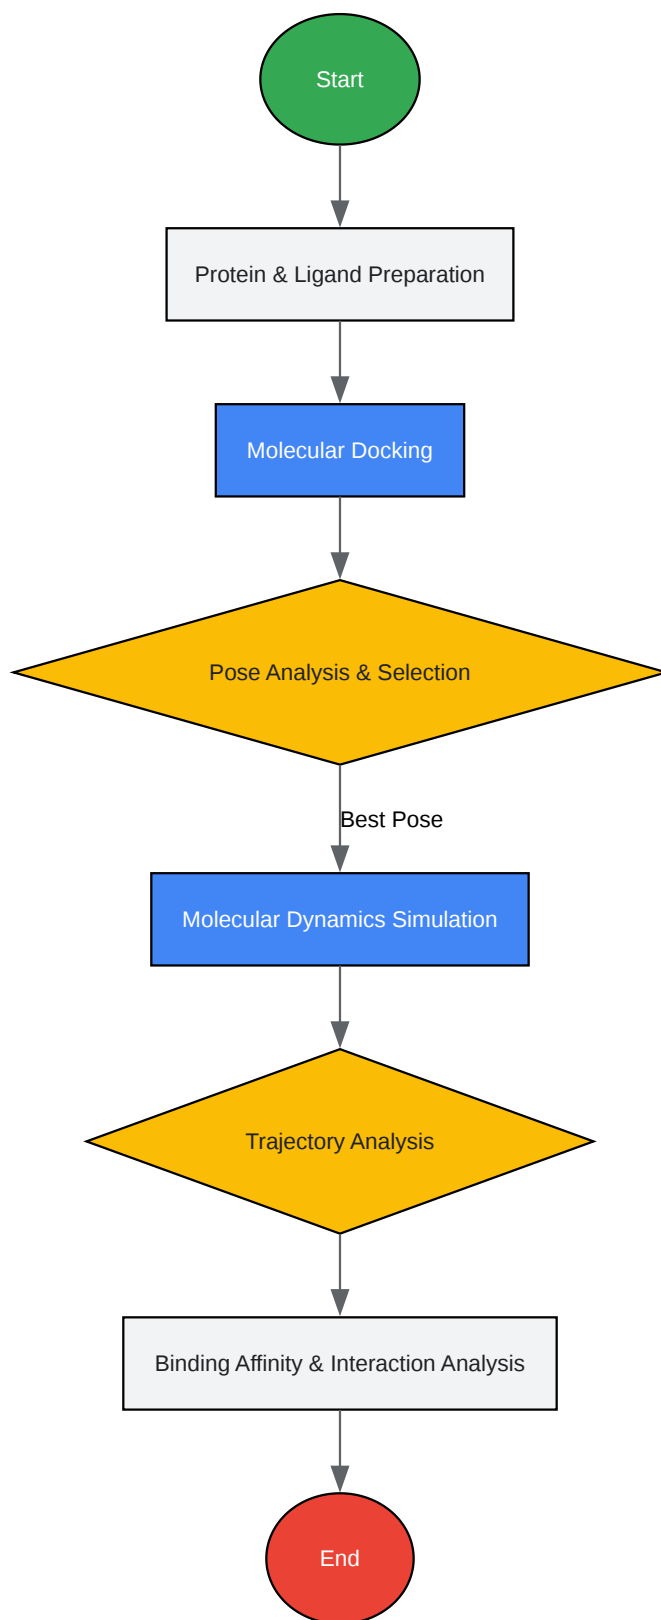 Start
Protein & Ligand Preparation
Molecular Docking
Pose Analysis & Selection
Best Pose
Molecular Dynamics Simulation
Trajectory Analysis
Binding Affinity & Interaction Analysis
End